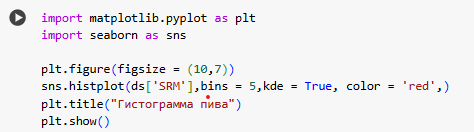 import matplotlib.pyplot as plt
import seaborn as sns
plt.figure(figsize = (10,7))
sns.histplot(ds['SRM'],bins = 5,kde = True, color = 'red',)
plt.title("Гистограмма пива")
plt.show()